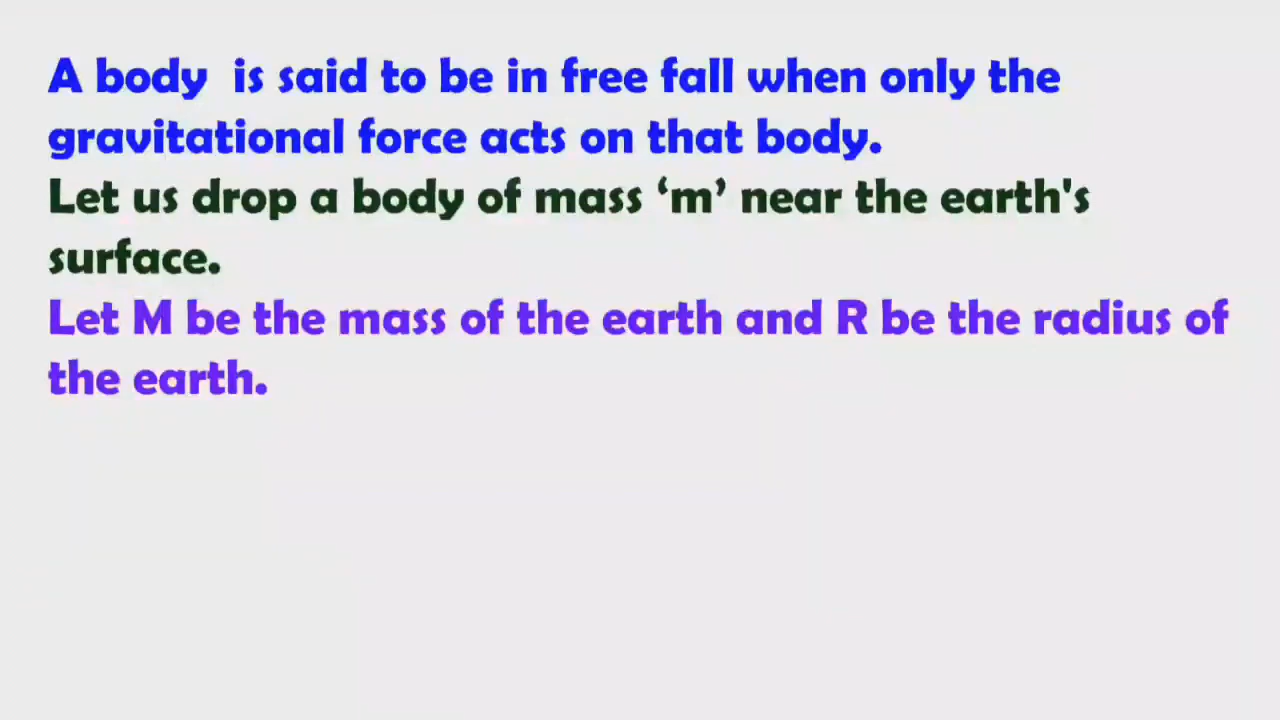 A body  is said to be in free fall when only the
gravitational force acts on that body.
Let us drop a body of mass ‘m’ near the earth's
surface.
Let M be the mass of the earth and R be the radius of
the earth.